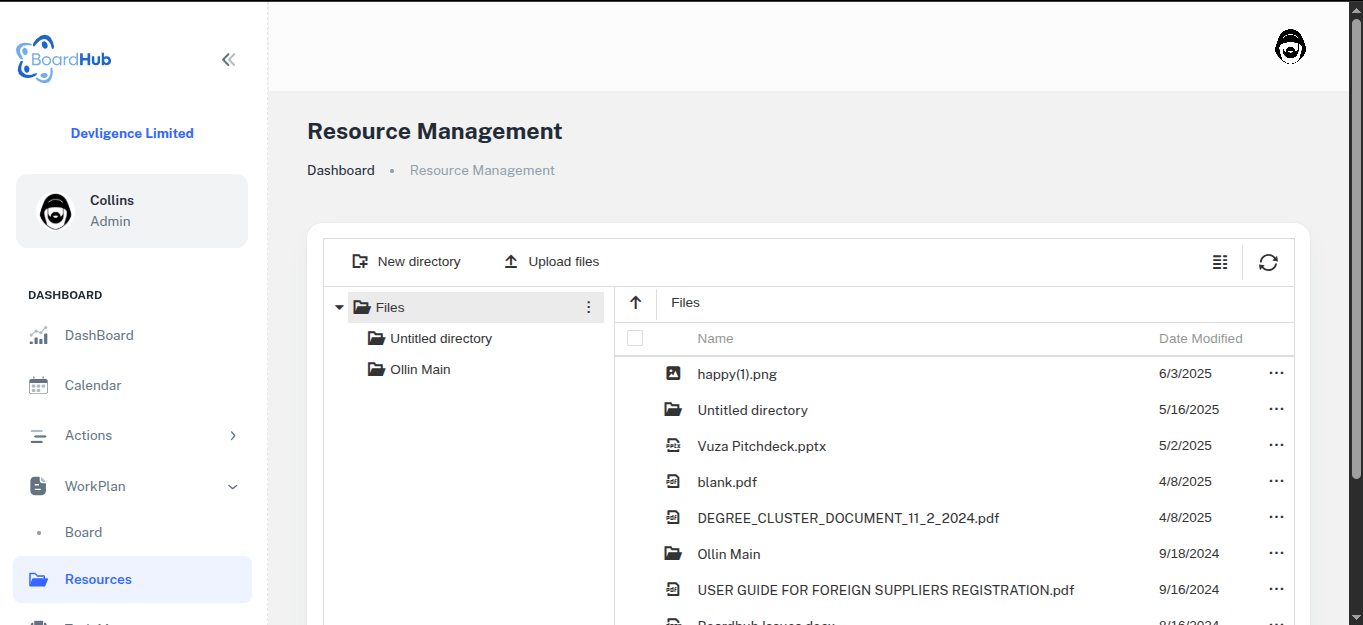 BoardHub
Devligence Limited
Collins
Admin
DASHBOARD
DashBoard
Calendar
Actions
WorkPlan
Board
Resources
Resource Management
Dashboard • Resource Management
New directory Upload files
Files
Untitled directory
Ollin Main
Files
Name Date Modified
happy(1).png 6/3/2025
Untitled directory 5/16/2025
Vuza Pitchdeck.pptx 5/2/2025
blank.pdf 4/8/2025
DEGREE_CLUSTER_DOCUMENT_11_2_2024.pdf 4/8/2025
Ollin Main 9/18/2024
USER GUIDE FOR FOREIGN SUPPLIERS REGISTRATION.pdf 9/16/2024
8/16/2024